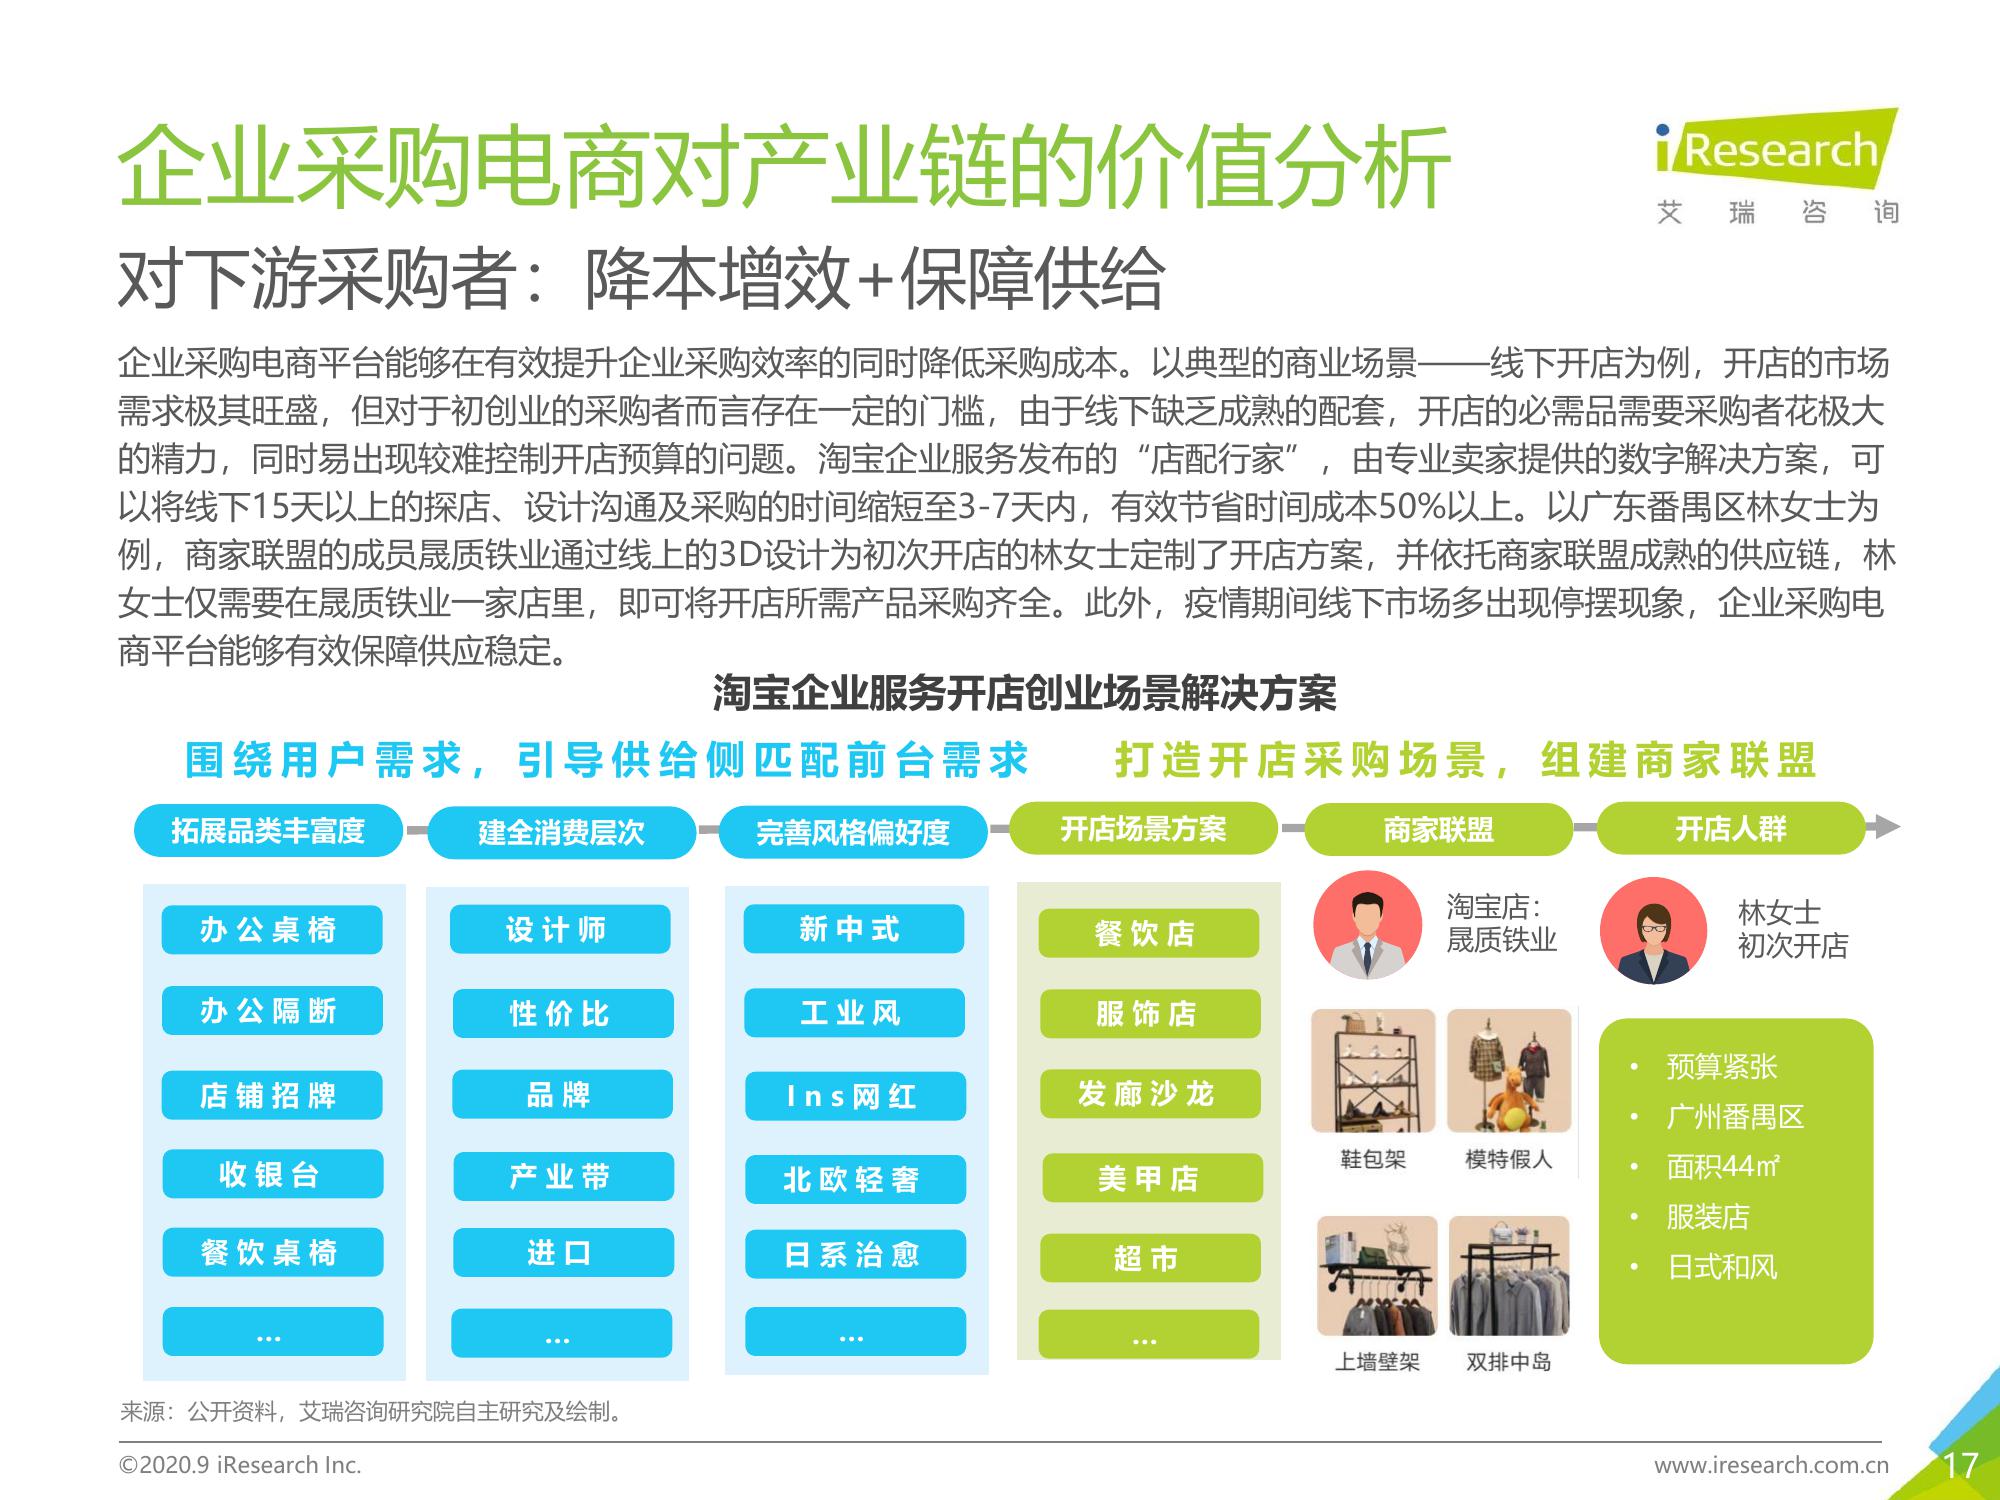 企业采购电商对产业链的价值分析
iResearch
艾瑞咨询
对下游采购者：降本增效+保障供给
企业采购电商平台能够在有效提升企业采购效率的同时降低采购成本。以典型的商业场景——线下开店为例，开店的市场
需求极其旺盛，但对于初创业的采购者而言存在一定的门槛，由于线下缺乏成熟的配套，开店的必需品需要采购者花极大
的精力，同时易出现较难控制开店预算的问题。淘宝企业服务发布的“店配行家”，由专业卖家提供的数字解决方案，可
以将线下15天以上的探店、设计沟通及采购的时间缩短至3-7天内，有效节省时间成本50%以上。以广东番禺区林女士为
例，商家联盟的成员晟质铁业通过线上的3D设计为初次开店的林女士定制了开店方案，并依托商家联盟成熟的供应链，林
女士仅需要在晟质铁业一家店里，即可将开店所需产品采购齐全。此外，疫情期间线下市场多出现停摆现象，企业采购电
商平台能够有效保障供应稳定。
淘宝企业服务开店创业场景解决方案
围绕用户需求，引导供给侧匹配前台需求
打造开店采购场景，组建商家联盟
拓展品类丰富度
建全消费层次
完善风格偏好度
开店场景方案
商家联盟
开店人群
办公桌椅
办公隔断
店铺招牌
收银台
餐饮桌椅
...
设计师
性价比
品牌
产业带
进口
...
新中式
工业风
Ins网红
北欧轻奢
日系治愈
...
餐饮店
服饰店
发廊沙龙
美甲店
超市
...
淘宝店：
晟质铁业
鞋包架
模特假人
上墙壁架
双排中岛
林女士
初次开店
• 预算紧张
• 广州番禺区
• 面积44㎡
• 服装店
• 日式和风
来源：公开资料，艾瑞咨询研究院自主研究及绘制。
©2020.9 iResearch Inc.
www.iresearch.com.cn
17